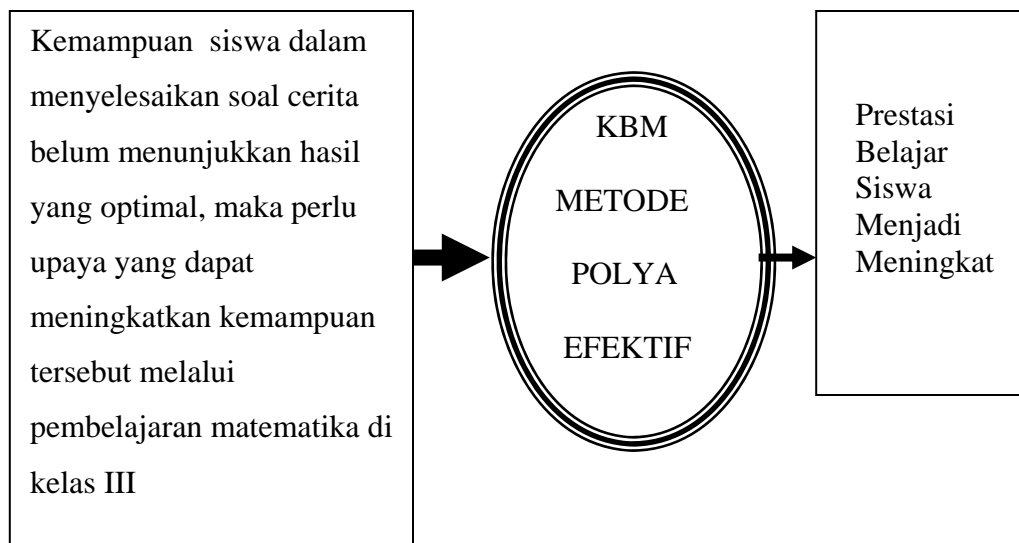 Kemampuan siswa dalam
menyelesaikan soal cerita
belum menunjukkan hasil
yang optimal, maka perlu
upaya yang dapat
meningkatkan kemampuan
tersebut melalui
pembelajaran matematika di
kelas III
KBM
METODE
POLYA
EFEKTIF
Prestasi
Belajar
Siswa
Menjadi
Meningkat